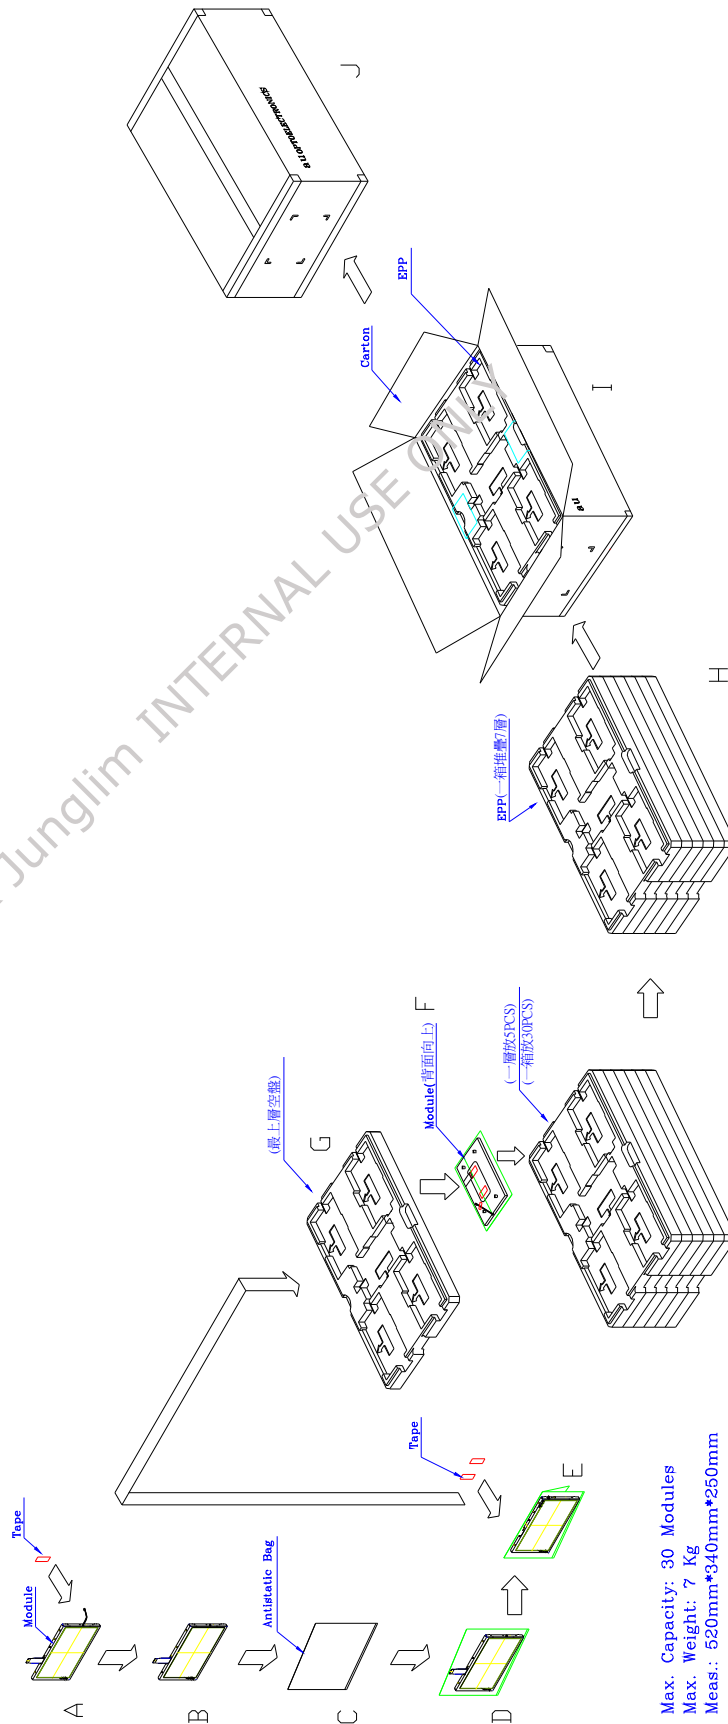 Tape
Module
A
B
Antistatic Bag
C
D
Tape
E
(最上層空盤)
G
Module(背面向上)
F
(一層放5PCS)
(一箱放30PCS)
EPP(一箱堆疊7層)
H
Carton
EPP
I
J
Max. Capacity: 30 Modules
Max. Weight: 7 Kg
Meas.: 520mm*340mm*250mm
Junglim INTERNAL USE ONLY